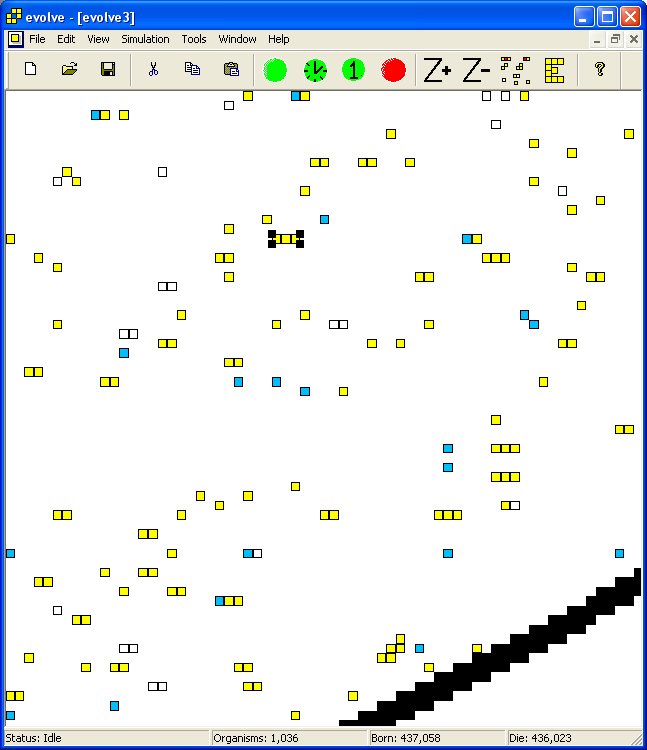 evolve - [evolve3]
File Edit View Simulation Tools Window Help
1 Z+ Z- E ?
Status: Idle Organisms: 1,036 Born: 437,058 Die: 436,023